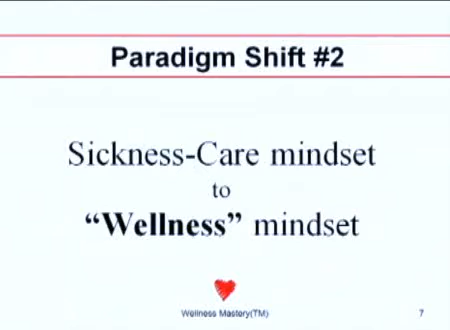 Paradigm Shift #2
Sickness-Care mindset
to
“Wellness” mindset
Wellness Mastery(TM)
7